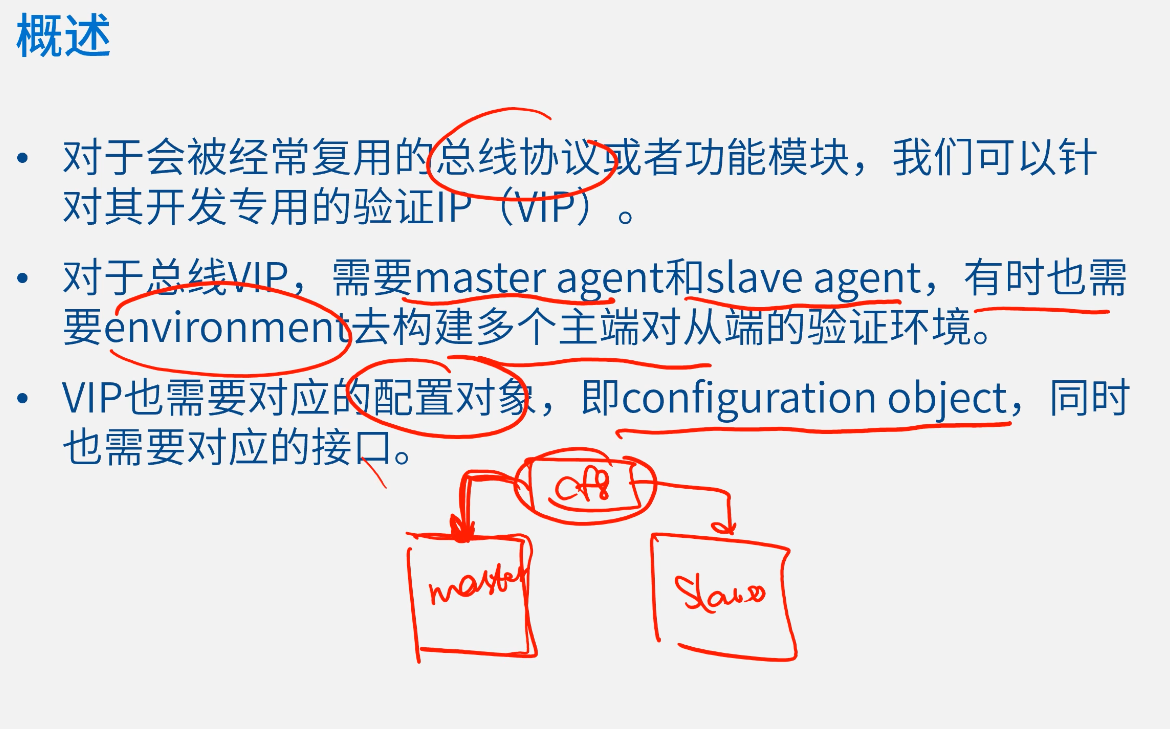 概述
• 对于会被经常复用的总线协议或者功能模块，我们可以针
对其开发专用的验证IP（VIP）。
• 对于总线VIP，需要master agent和slave agent，有时也需
要environment去构建多个主端对从端的验证环境。
• VIP也需要对应的配置对象，即configuration object，同时
也需要对应的接口。
cfg
master
Slave